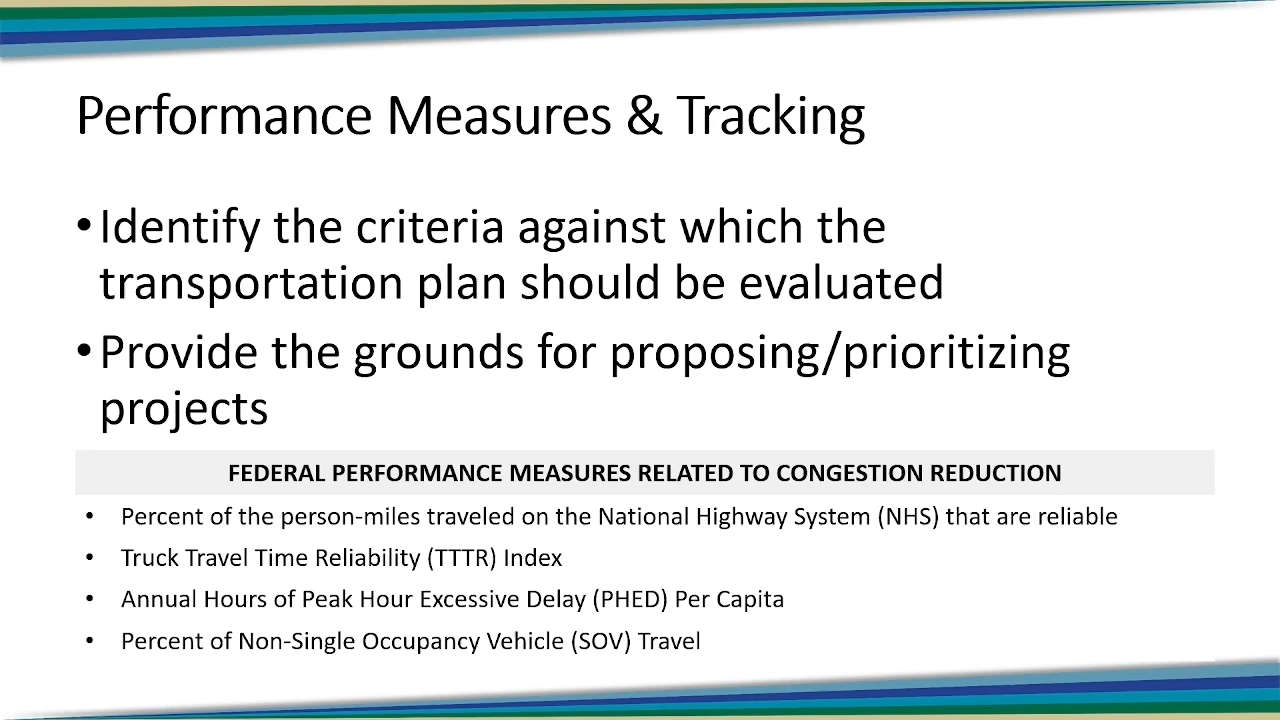 Performance Measures & Tracking
• Identify the criteria against which the
transportation plan should be evaluated
• Provide the grounds for proposing/prioritizing
projects
FEDERAL PERFORMANCE MEASURES RELATED TO CONGESTION REDUCTION
• Percent of the person-miles traveled on the National Highway System (NHS) that are reliable
• Truck Travel Time Reliability (TTTR) Index
• Annual Hours of Peak Hour Excessive Delay (PHED) Per Capita
• Percent of Non-Single Occupancy Vehicle (SOV) Travel